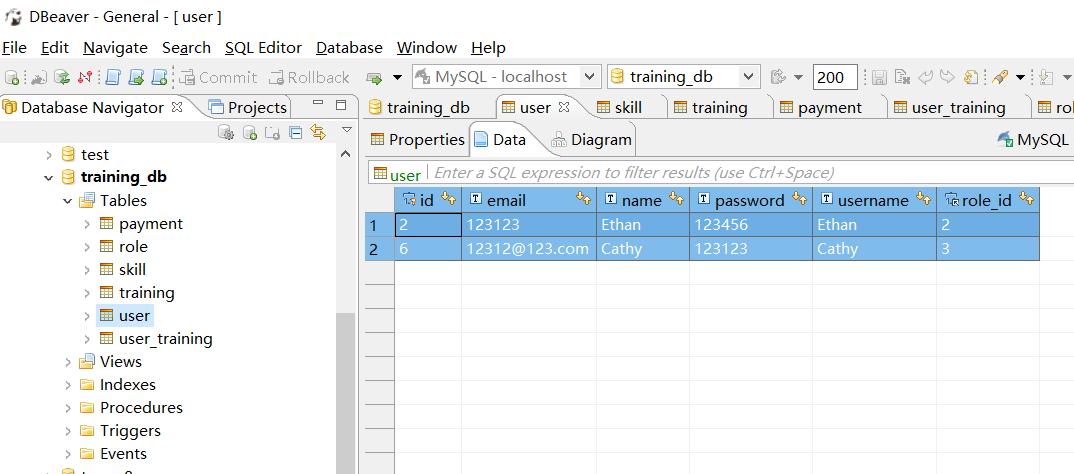 DBeaver - General - [ user ]
File Edit Navigate Search SQL Editor Database Window Help
Commit Rollback MySQL - localhost training_db 200
Database Navigator Projects
training_db user skill training payment user_training
Properties Data Diagram MySQL
user Enter a SQL expression to filter results (use Ctrl+Space)
id email name password username role_id
1 2 123123 Ethan 123456 Ethan 2
2 6 12312@123.com Cathy 123123 Cathy 3
test
training_db
Tables
payment
role
skill
training
user
user_training
Views
Indexes
Procedures
Triggers
Events